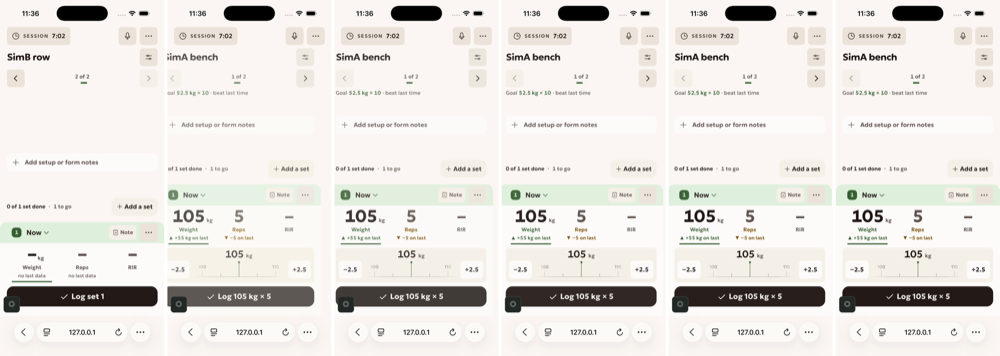 11:36
SESSION 7:02
SimB row
2 of 2
+ Add setup or form notes
0 of 1 set done · 1 to go
+ Add a set
1 Now
Note
kg
Weight Reps RIR
no last data no last data
✓ Log set 1
127.0.0.1
11:36
SESSION 7:02
SimA bench
1 of 2
Goal 52.5 kg × 10 · beat last time
+ Add setup or form notes
0 of 1 set done · 1 to go
+ Add a set
1 Now
Note
105 kg 5
Weight Reps RIR
▲ +55 kg on last ▼ −5 on last
105 kg
−2.5 +2.5
✓ Log 105 kg × 5
127.0.0.1
11:36
SESSION 7:02
SimA bench
1 of 2
Goal 52.5 kg × 10 · beat last time
+ Add setup or form notes
0 of 1 set done · 1 to go
+ Add a set
1 Now
Note
105 kg 5
Weight Reps RIR
▲ +55 kg on last ▼ −5 on last
105 kg
−2.5 +2.5
✓ Log 105 kg × 5
127.0.0.1
11:36
SESSION 7:02
SimA bench
1 of 2
Goal 52.5 kg × 10 · beat last time
+ Add setup or form notes
0 of 1 set done · 1 to go
+ Add a set
1 Now
Note
105 kg 5
Weight Reps RIR
▲ +55 kg on last ▼ −5 on last
105 kg
−2.5 +2.5
✓ Log 105 kg × 5
127.0.0.1
11:36
SESSION 7:02
SimA bench
1 of 2
Goal 52.5 kg × 10 · beat last time
+ Add setup or form notes
0 of 1 set done · 1 to go
+ Add a set
1 Now
Note
105 kg 5
Weight Reps RIR
▲ +55 kg on last ▼ −5 on last
105 kg
−2.5 +2.5
✓ Log 105 kg × 5
127.0.0.1
11:36
SESSION 7:02
SimA bench
1 of 2
Goal 52.5 kg × 10 · beat last time
+ Add setup or form notes
0 of 1 set done · 1 to go
+ Add a set
1 Now
Note
105 kg 5
Weight Reps RIR
▲ +55 kg on last ▼ −5 on last
105 kg
−2.5 +2.5
✓ Log 105 kg × 5
127.0.0.1